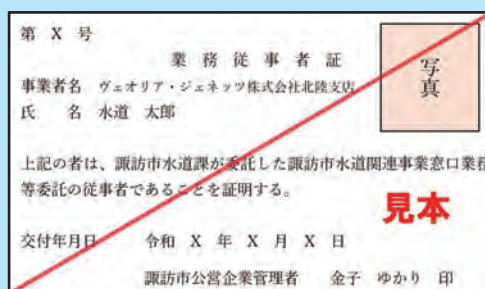 第 X 号
業務従事者証
写真
事業者名 ヴェオリア・ジェネッツ株式会社北陸支店
氏 名 水道 太郎
上記の者は、諏訪市水道課が委託した諏訪市水道関連事業窓口業務
等委託の従事者であることを証明する。
見本
交付年月日 令和 X 年 X 月 X 日
諏訪市公営企業管理者 金子 ゆかり 印